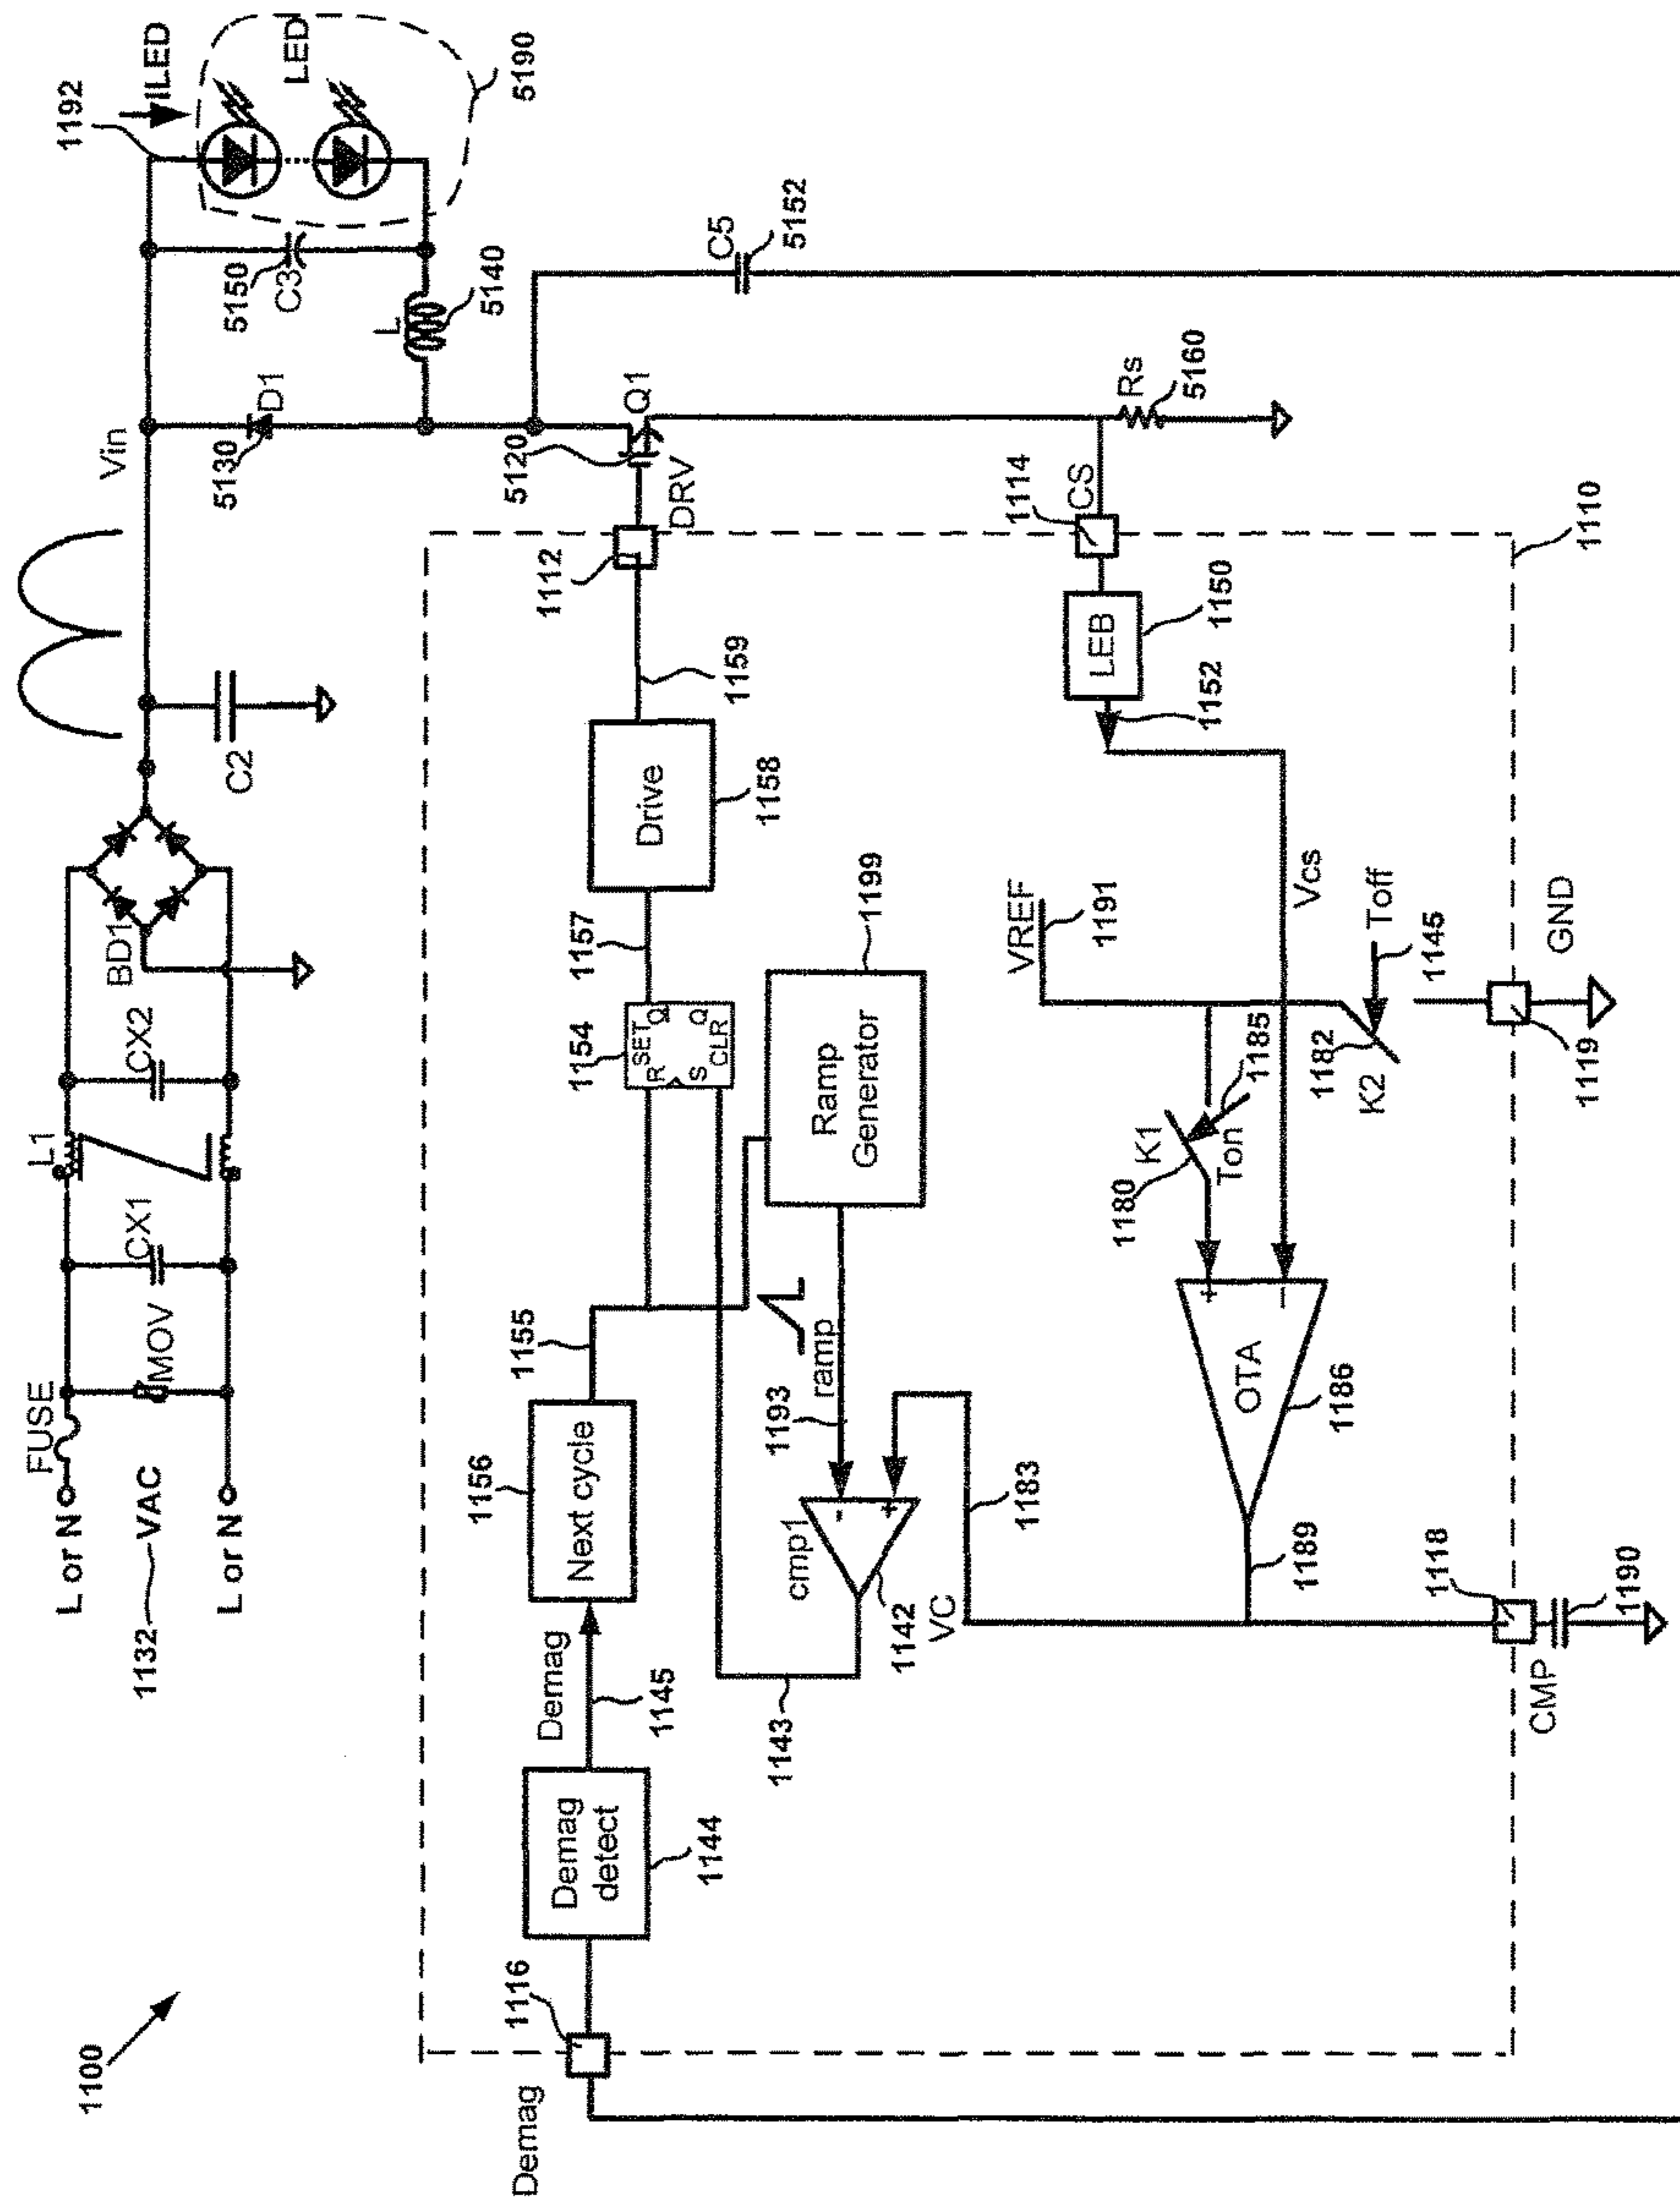 1100
L or N
FUSE
MOV
CX1
L1
CX2
BD1
C2
Vin
1132
VAC
L or N
1192
ILED
LED
5190
5150
C3
5130
D1
L
5140
5120
Q1
DRV
C5
5152
Demag
1116
Demag
detect
1144
Demag
1145
1156
Next cycle
1155
1154
R
SET
Q
S
CLR
Q
1157
Drive
1158
1159
1112
1143
cmp1
-
+
1142
1193
ramp
Ramp
Generator
1199
VC
1183
1114
CS
Rs
5160
LEB
1150
1152
1110
VREF
1191
K1
1180
Ton
1185
Vcs
OTA
+
-
1186
1189
1182
K2
Toff
1145
GND
1119
1118
CMP
1190